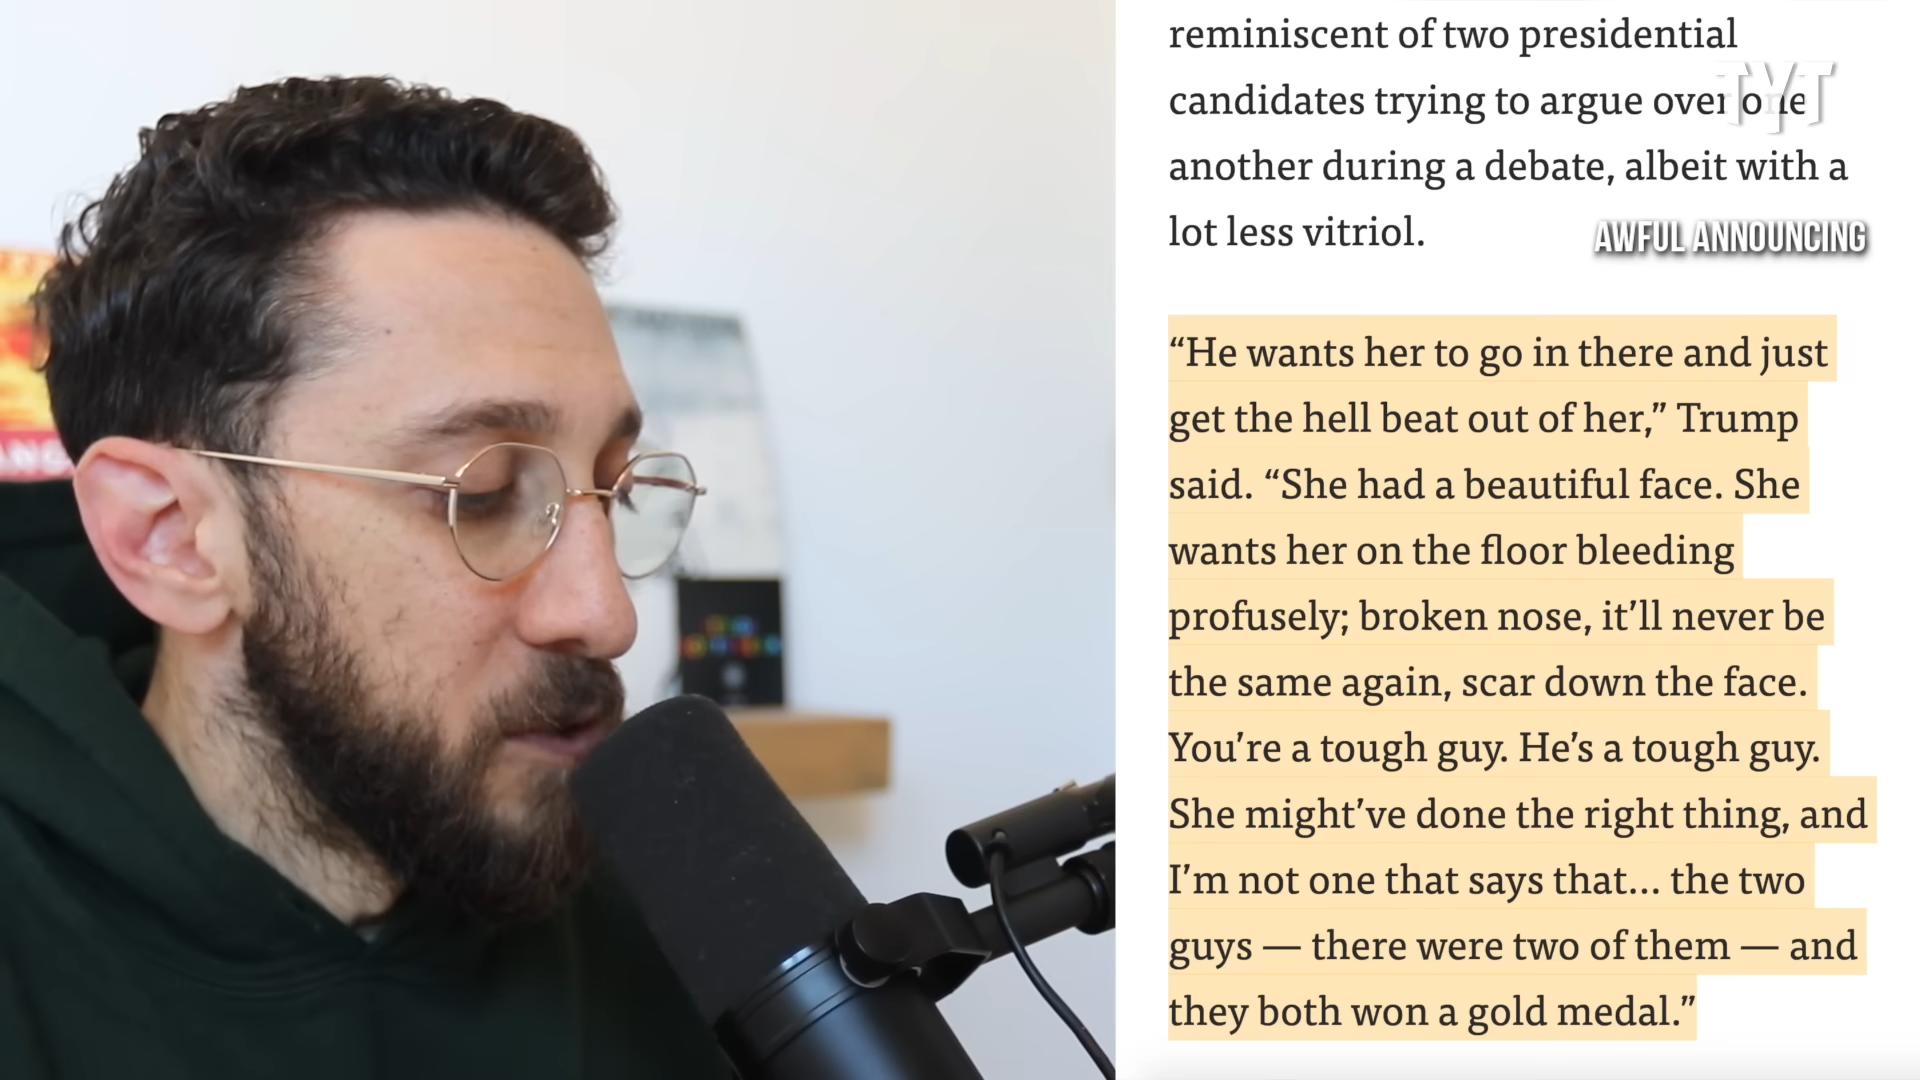 reminiscent of two presidential
candidates trying to argue over one
another during a debate, albeit with a
lot less vitriol.
TYT
AWFUL ANNOUNCING
“He wants her to go in there and just
get the hell beat out of her,” Trump
said. “She had a beautiful face. She
wants her on the floor bleeding
profusely; broken nose, it’ll never be
the same again, scar down the face.
You’re a tough guy. He’s a tough guy.
She might’ve done the right thing, and
I’m not one that says that… the two
guys — there were two of them — and
they both won a gold medal.”